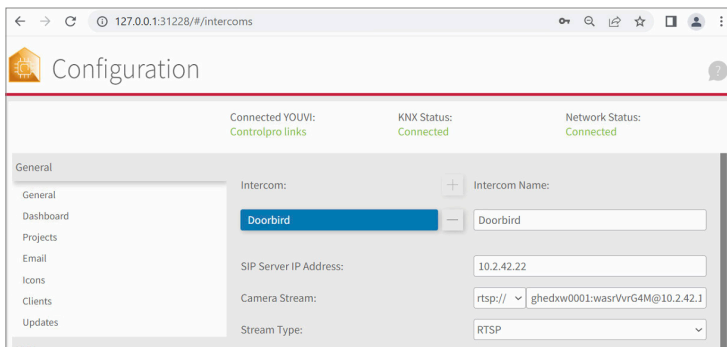 127.0.0.1:31228/#/intercoms
Configuration
?
Connected YOUVI: KNX Status: Network Status:
Controlpro links Connected Connected
General
General
Dashboard
Projects
Email
Icons
Clients
Updates
Intercom: + Intercom Name:
Doorbird — Doorbird
SIP Server IP Address: 10.2.42.22
Camera Stream: rtsp:// ghedxw0001:wasrVvrG4M@10.2.42.1
Stream Type: RTSP